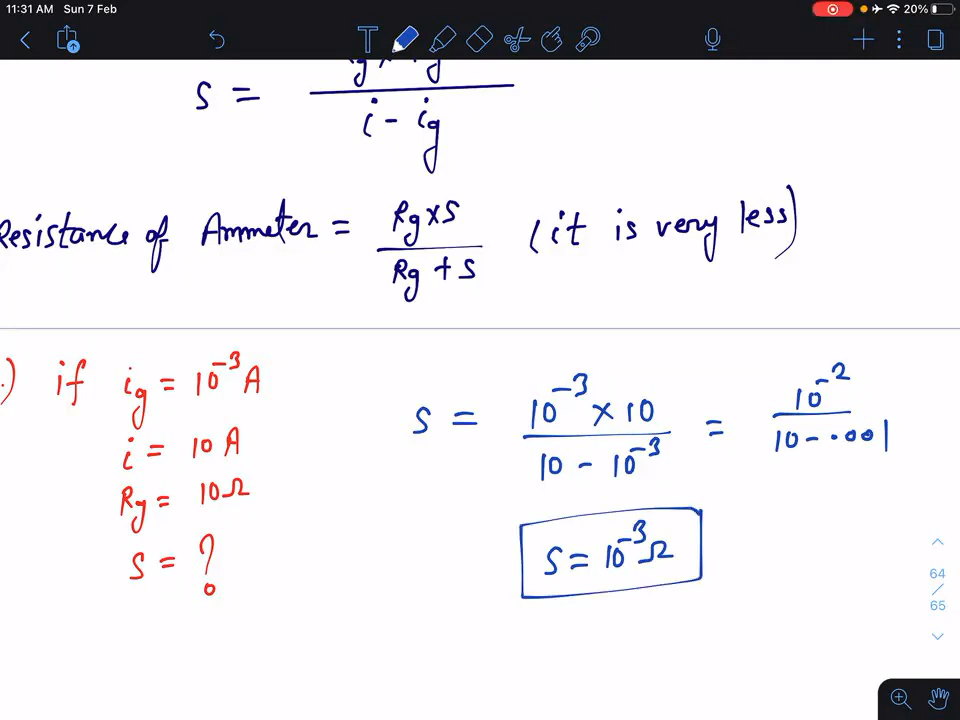 11:31 AM Sun 7 Feb
20%
S = ———
i - ig
Resistance of Ammeter = Rg×S / Rg + S (it is very less)
.) if ig = 10⁻³ A
i = 10 A
Rg = 10Ω
S = ?
S = 10⁻³ × 10 / 10 - 10⁻³ = 10⁻² / 10 - .001
S = 10⁻³ Ω
64
/
65